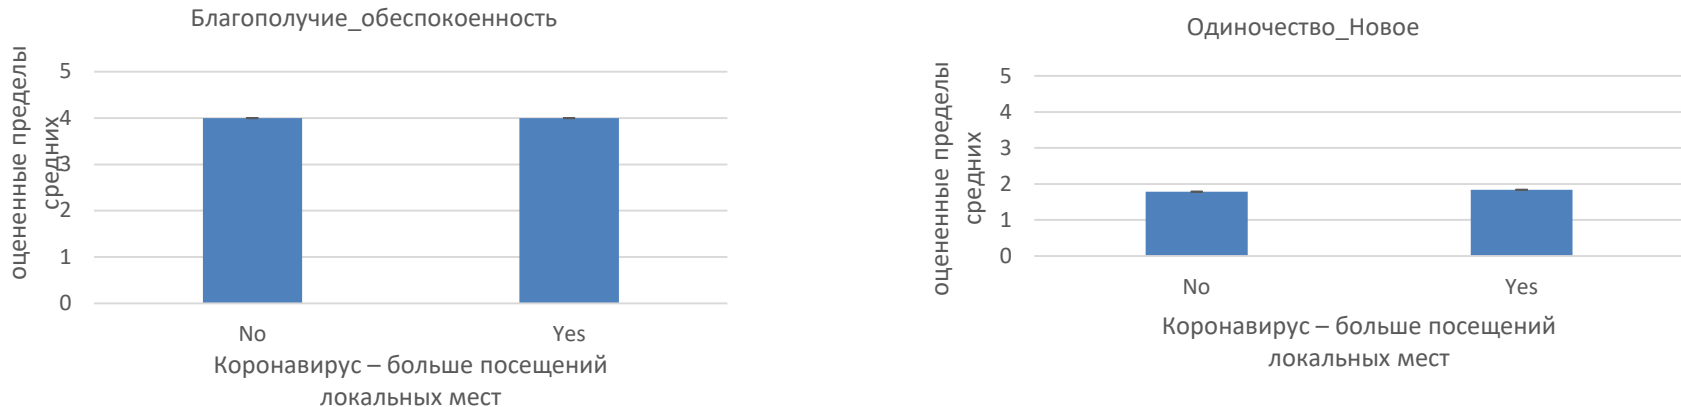 Благополучие_обеспокоенность
оцененные пределы
средних
5
4
3
2
1
0
No Yes
Коронавирус – больше посещений
локальных мест
Одиночество_Новое
оцененные пределы
средних
5
4
3
2
1
0
No Yes
Коронавирус – больше посещений
локальных мест